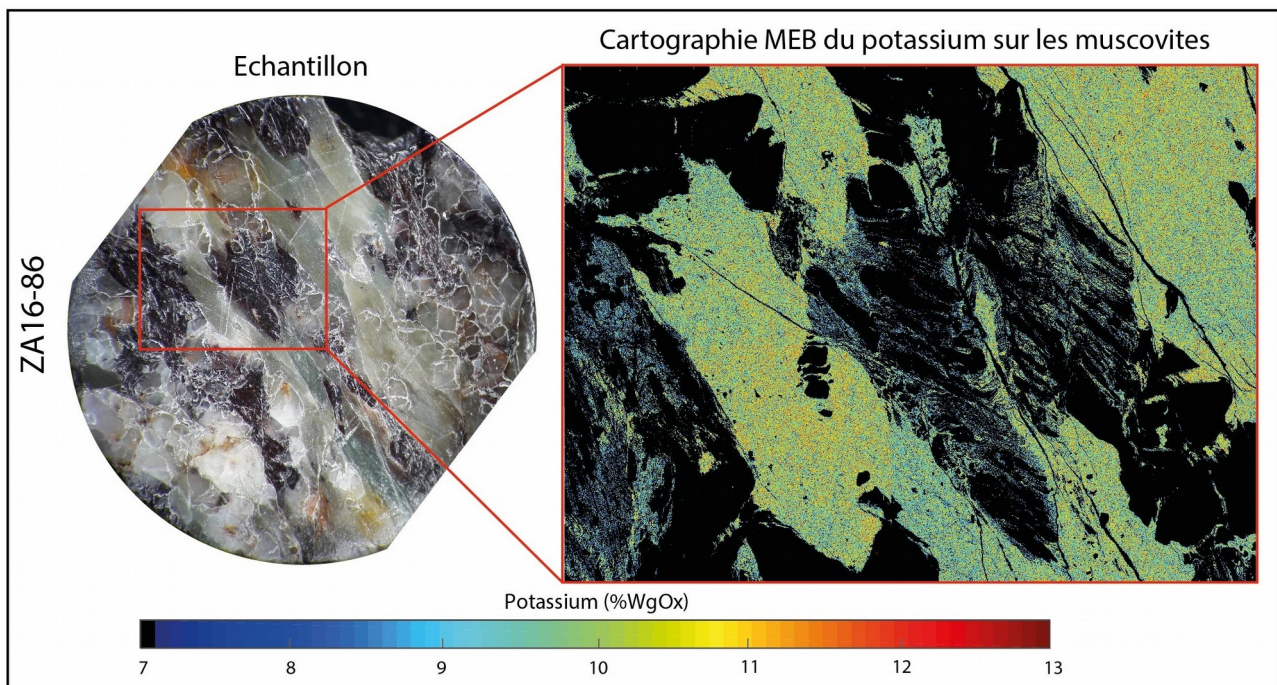 Cartographie MEB du potassium sur les muscovites
Echantillon
ZA16-86
Potassium (%WgOx)
7 8 9 10 11 12 13